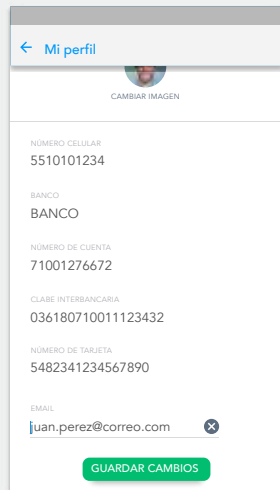 Mi perfil
CAMBIAR IMAGEN
NÚMERO CELULAR
5510101234
BANCO
BANCO
NÚMERO DE CUENTA
71001276672
CLABE INTERBANCARIA
036180710011123432
NÚMERO DE TARJETA
5482341234567890
EMAIL
juan.perez@correo.com
GUARDAR CAMBIOS